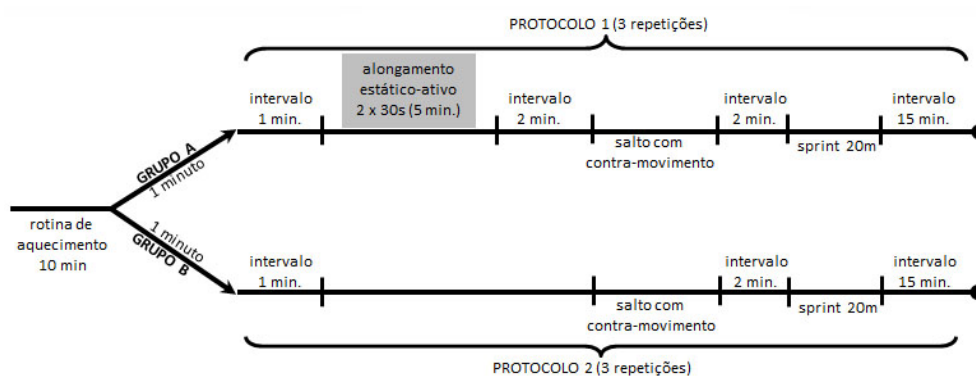 PROTOCOLO 1 (3 repetições)
alongamento
estático-ativo
2 x 30s (5 min.)
intervalo
1 min.
intervalo
2 min.
intervalo
2 min.
intervalo
15 min.
salto com
contra-movimento
sprint 20m
GRUPO A
1 minuto
rotina de
aquecimento
10 min
1 minuto
GRUPO B
intervalo
1 min.
intervalo
2 min.
intervalo
15 min.
salto com
contra-movimento
sprint 20m
PROTOCOLO 2 (3 repetições)